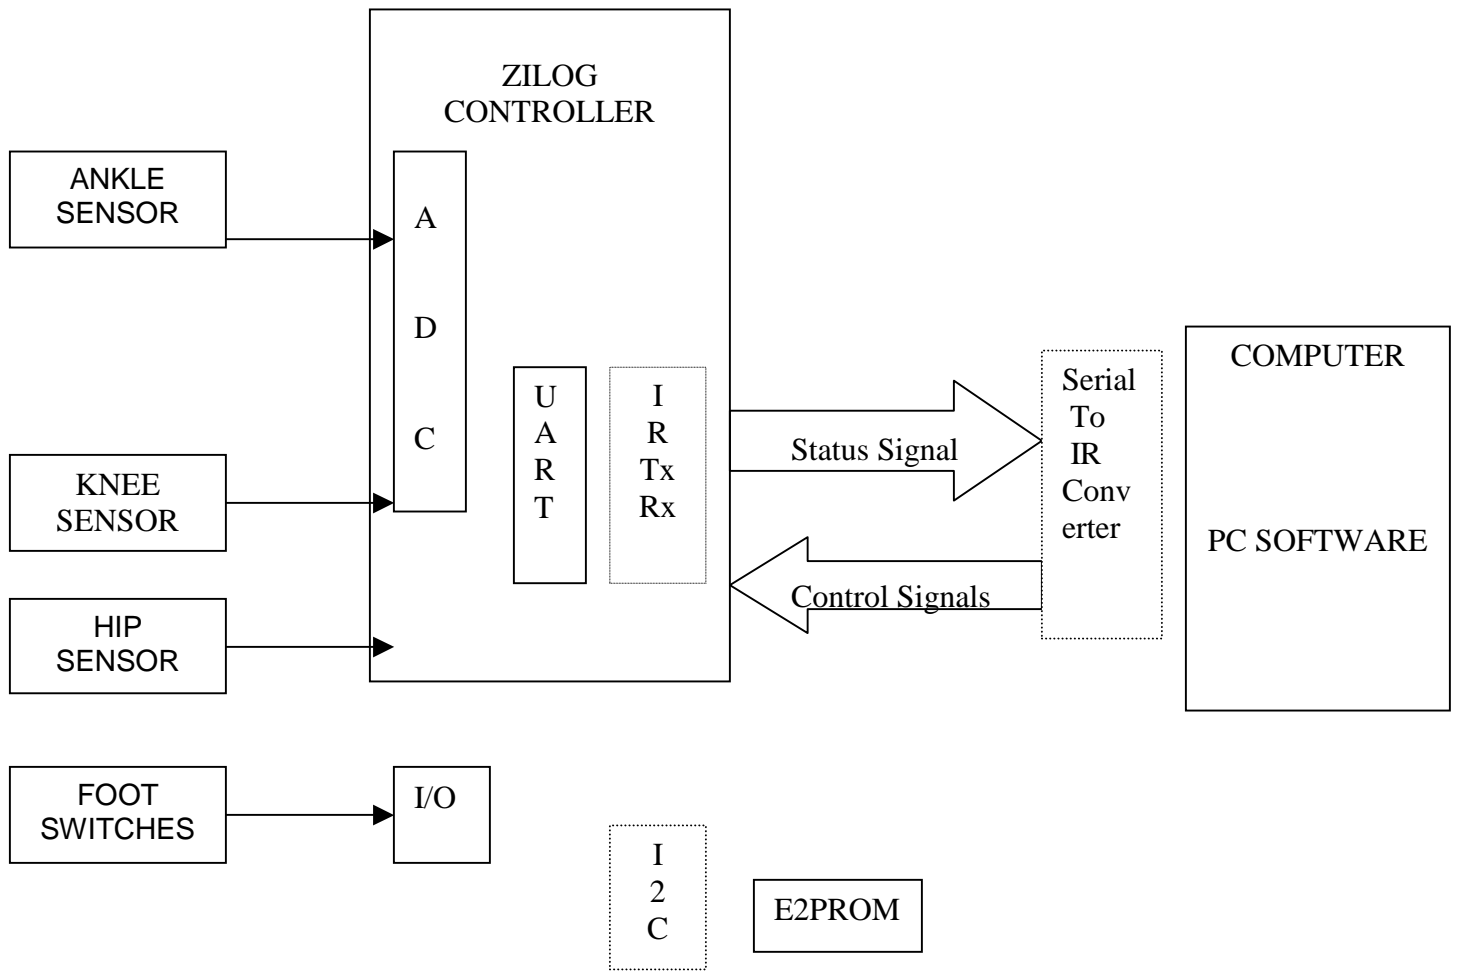 ZILOG
CONTROLLER
ANKLE
SENSOR
A
D
C
KNEE
SENSOR
HIP
SENSOR
U
A
R
T
I
R
Tx
Rx
Status Signal
Control Signals
Serial
To
IR
Conv
erter
COMPUTER
PC SOFTWARE
FOOT
SWITCHES
I/O
I
2
C
E2PROM